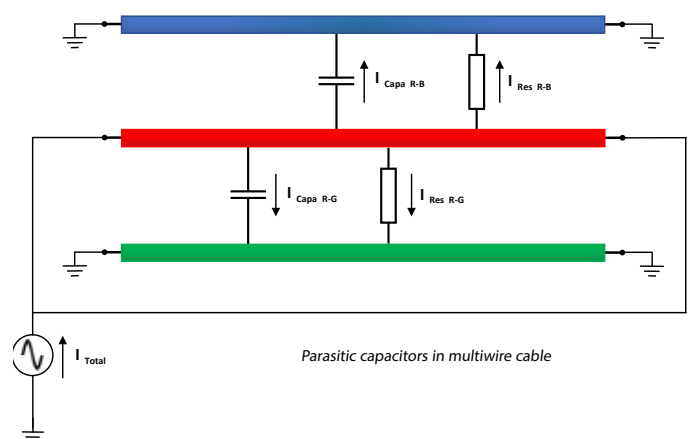 I Capa R-B
I Res R-B
I Capa R-G
I Res R-G
I Total
Parasitic capacitors in multiwire cable